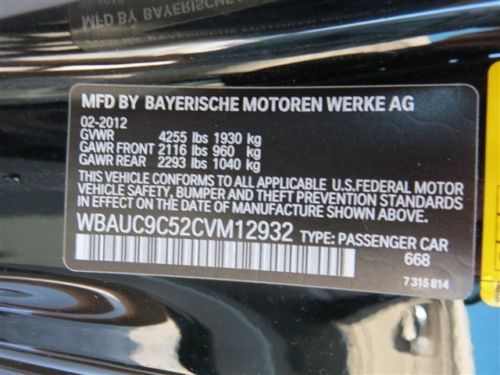 MFD BY BAYERISCHE MOTOREN WERKE AG
02-2012
GVWR 4255 lbs 1930 kg
GAWR FRONT 2116 lbs 960 kg
GAWR REAR 2293 lbs 1040 kg
THIS VEHICLE CONFORMS TO ALL APPLICABLE U.S.FEDERAL MOTOR
VEHICLE SAFETY, BUMPER AND THEFT PREVENTION STANDARDS
IN EFFECT ON THE DATE OF MANUFACTURE SHOWN ABOVE.
WBAUC9C52CVM12932 TYPE: PASSENGER CAR
668
7315814